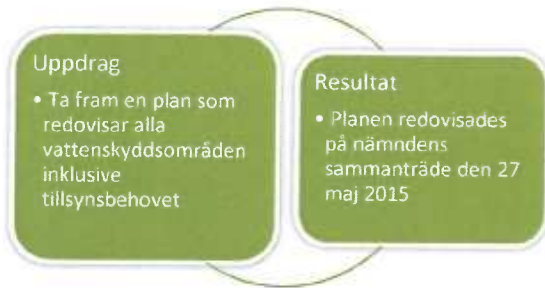 Uppdrag
• Ta fram en plan som
redovisar alla
vattenskyddsområden
inklusive
tillsynsbehovet
Resultat
• Planen redovisades
på nämndens
sammanträde den 27
maj 2015